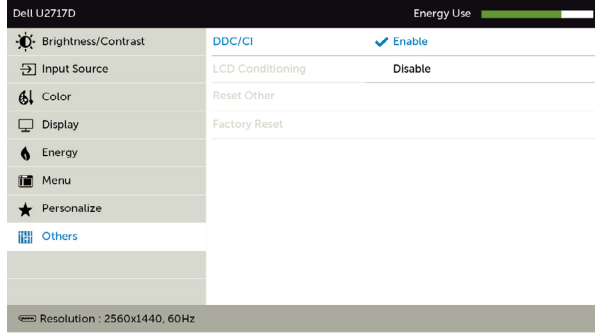 Dell U2717D Energy Use
Brightness/Contrast DDC/CI Enable
Input Source LCD Conditioning Disable
Color Reset Other
Display Factory Reset
Energy
Menu
Personalize
Others
Resolution : 2560x1440, 60Hz